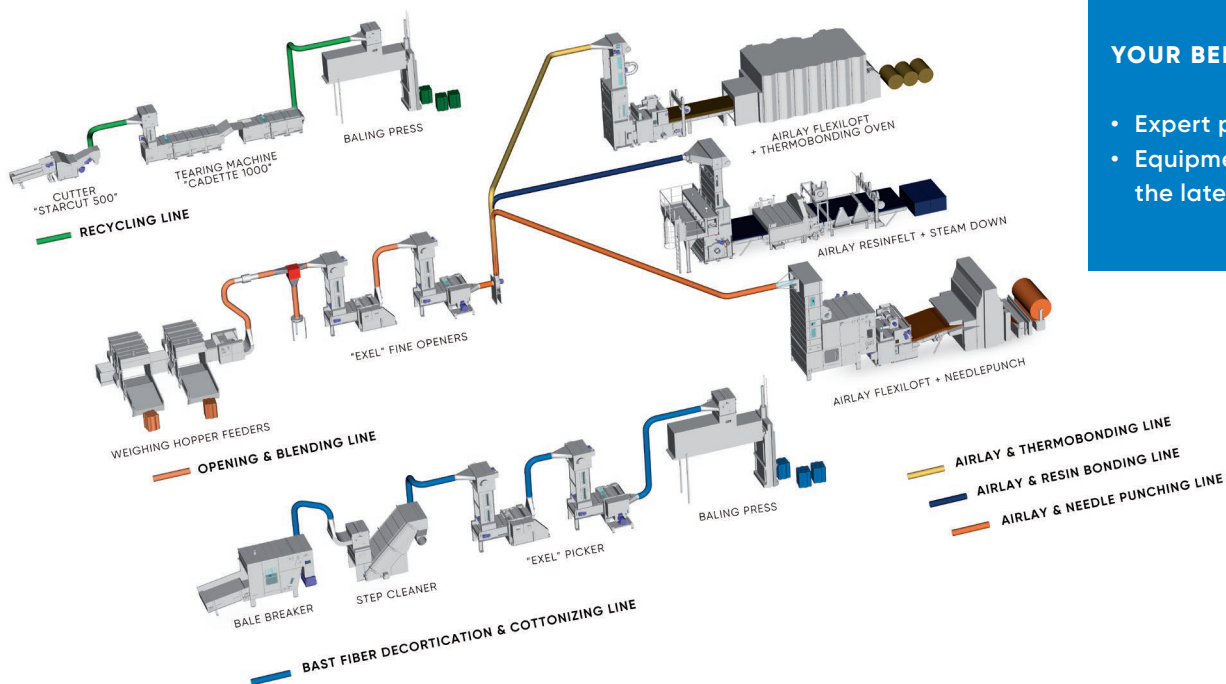 BALING PRESS
TEARING MACHINE
"CADETTE 1000"
CUTTER
"STARCUT 500"
RECYCLING LINE
AIRLAY FLEXILOFT
+ THERMOBONDING OVEN
AIRLAY RESINFELT + STEAM DOWN
AIRLAY FLEXILOFT + NEEDLEPUNCH
"EXEL" FINE OPENERS
WEIGHING HOPPER FEEDERS
OPENING & BLENDING LINE
AIRLAY & THERMOBONDING LINE
AIRLAY & RESIN BONDING LINE
AIRLAY & NEEDLE PUNCHING LINE
BALING PRESS
"EXEL" PICKER
STEP CLEANER
BALE BREAKER
BAST FIBER DECORTICATION & COTTONIZING LINE
YOUR
• Expert
•
the